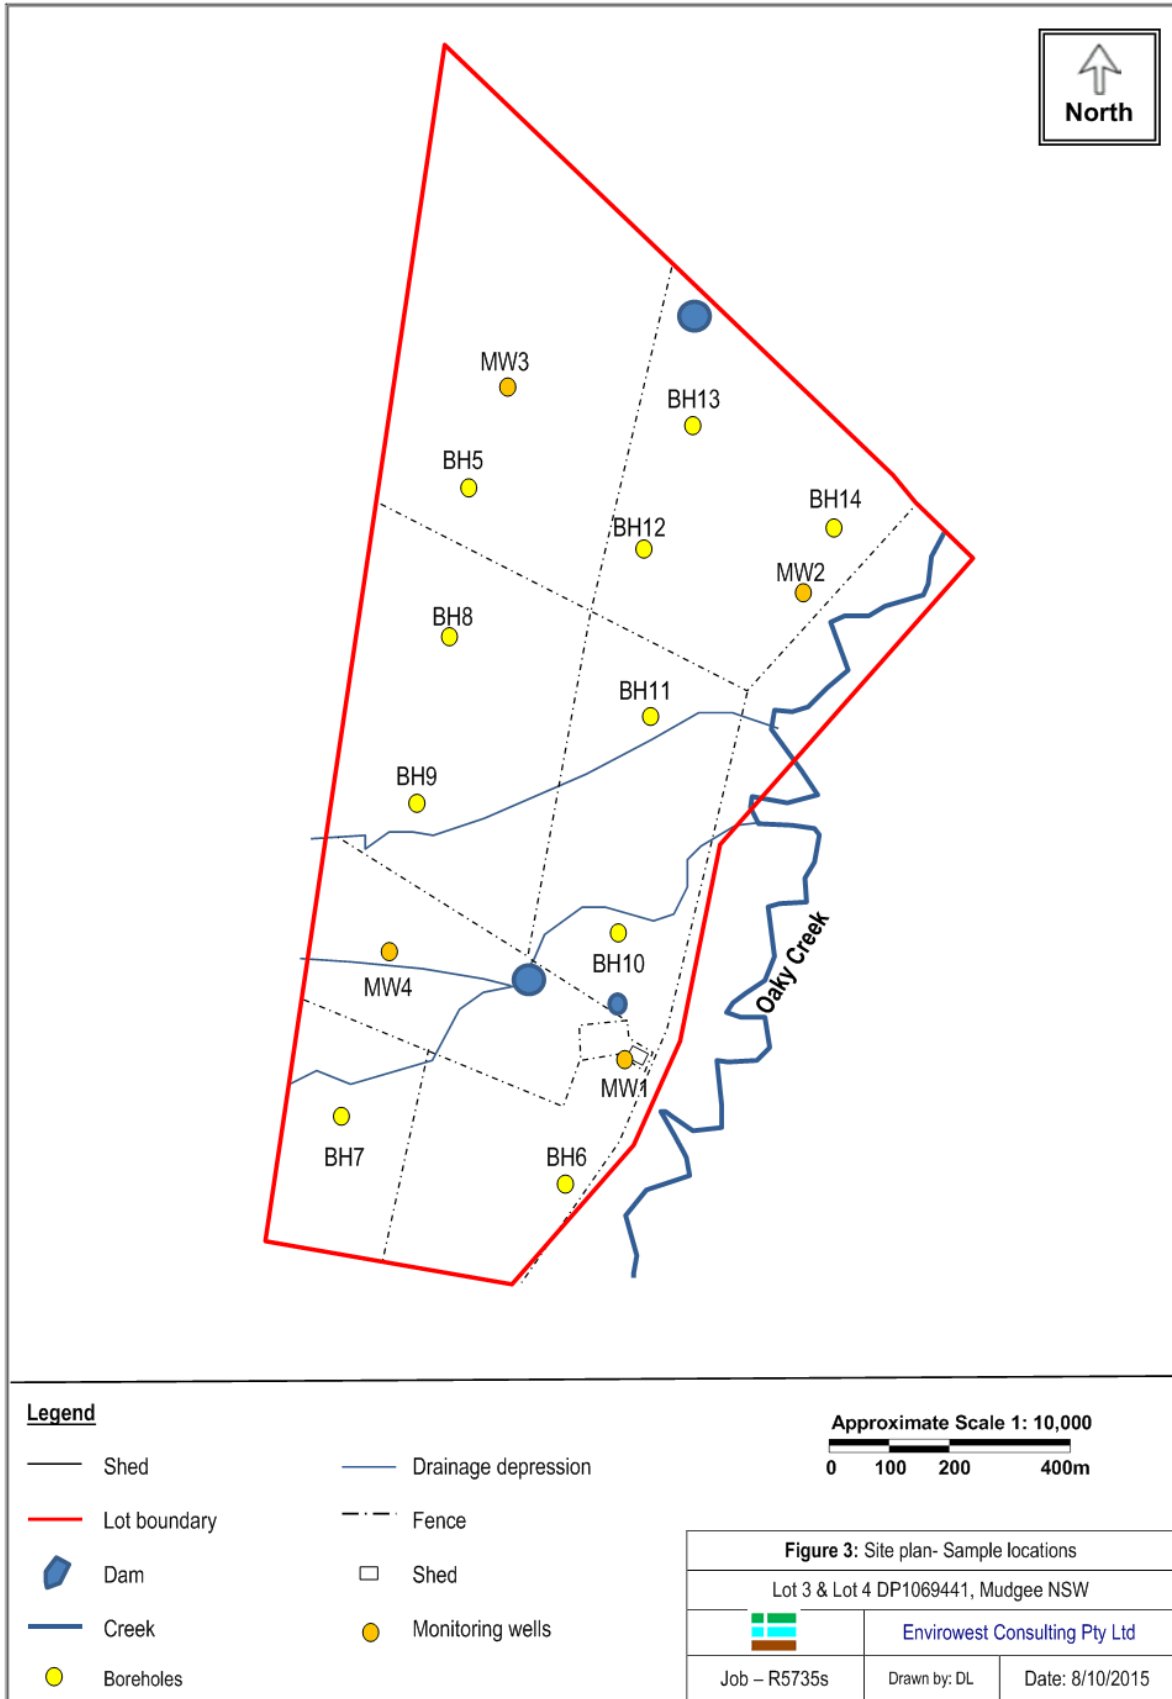 North
MW3
BH13
BH5
BH14
BH12
MW2
BH8
BH11
BH9
Oaky Creek
BH10
MW4
MW1
BH7
BH6
Legend
Shed
Lot boundary
Dam
Creek
Boreholes
Drainage depression
Fence
Shed
Monitoring wells
Approximate Scale 1: 10,000
0 100 200 400m
Figure 3: Site plan- Sample locations
Lot 3 & Lot 4 DP1069441, Mudgee NSW
Envirowest Consulting Pty Ltd
Job – R5735s
Drawn by: DL
Date: 8/10/2015